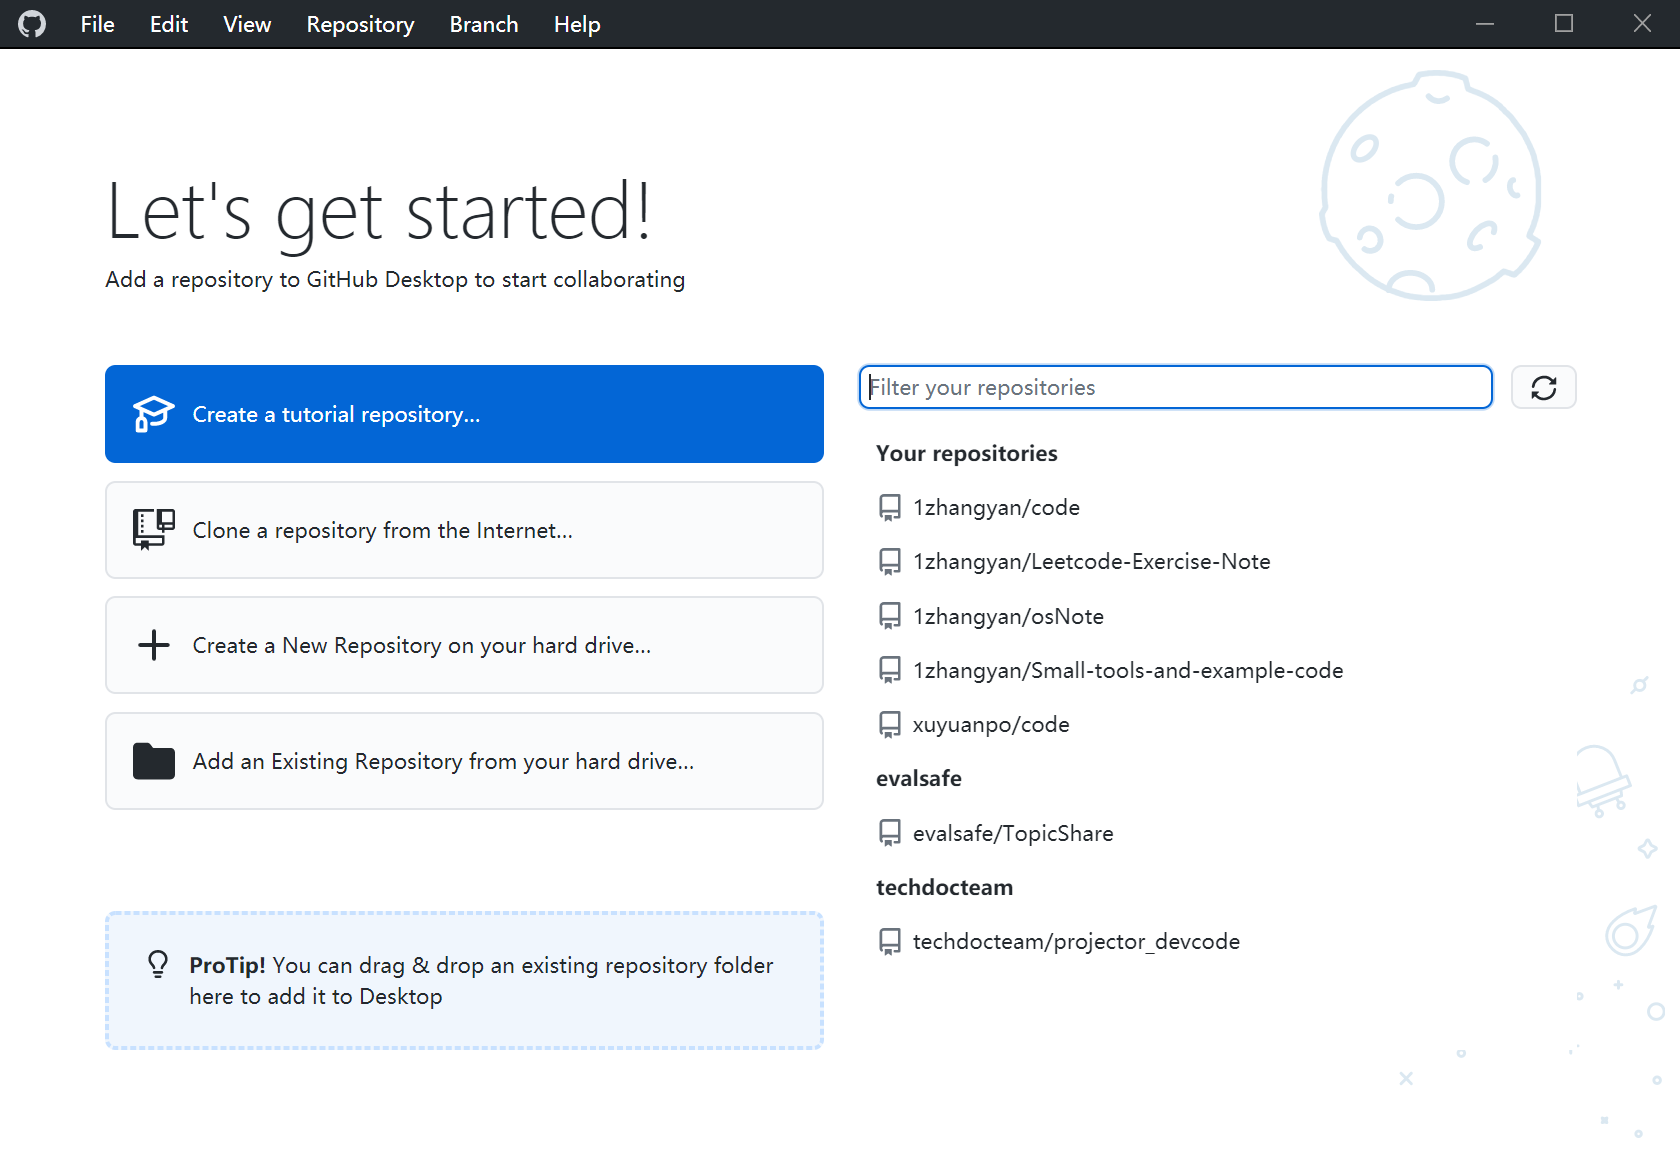 File Edit View Repository Branch Help
Let's get started!
Add a repository to GitHub Desktop to start collaborating
Create a tutorial repository...
Clone a repository from the Internet...
Create a New Repository on your hard drive...
Add an Existing Repository from your hard drive...
ProTip! You can drag & drop an existing repository folder
here to add it to Desktop
Filter your repositories
Your repositories
1zhangyan/code
1zhangyan/Leetcode-Exercise-Note
1zhangyan/osNote
1zhangyan/Small-tools-and-example-code
xuyuanpo/code
evalsafe
evalsafe/TopicShare
techdocteam
techdocteam/projector_devcode